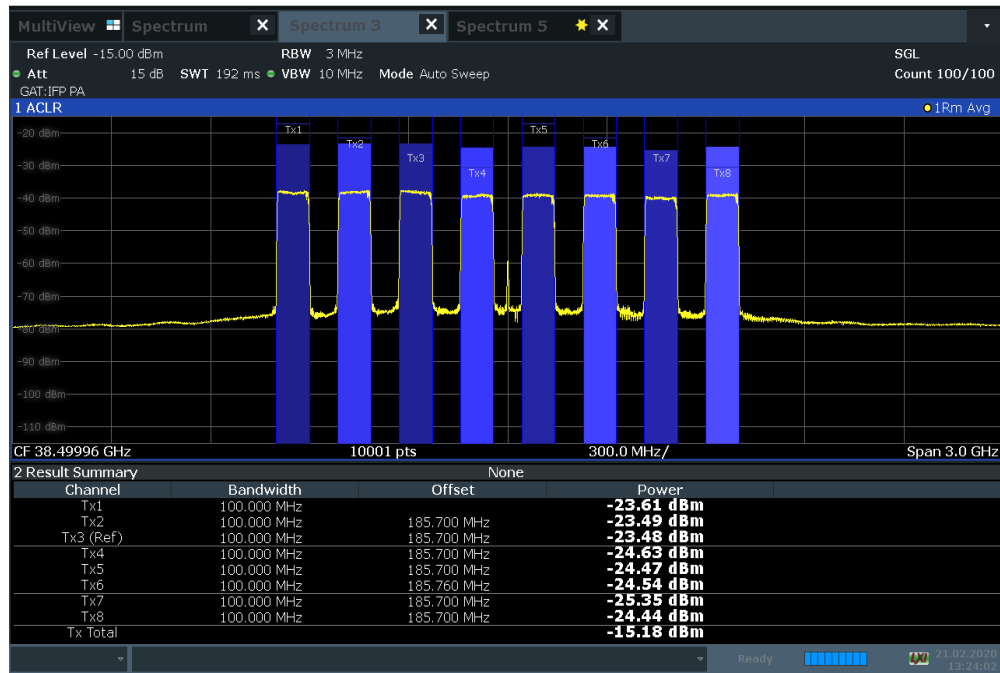 MultiView Spectrum X Spectrum 3 X Spectrum 5 X
Ref Level -15.00 dBm RBW 3 MHz SGL
Att 15 dB SWT 192 ms VBW 10 MHz Mode Auto Sweep Count 100/100
GAT:IFP PA
1 ACLR 1Rm Avg
-20 dBm
Tx1 Tx5
Tx2 Tx6
Tx3 Tx7
-30 dBm
Tx4 Tx8
-40 dBm
-50 dBm
-60 dBm
-70 dBm
-80 dBm
-90 dBm
-100 dBm
-110 dBm
CF 38.49996 GHz 10001 pts 300.0 MHz/ Span 3.0 GHz
2 Result Summary None
Channel Bandwidth Offset Power
Tx1 100.000 MHz -23.61 dBm
Tx2 100.000 MHz 185.700 MHz -23.49 dBm
Tx3 (Ref) 100.000 MHz 185.700 MHz -23.48 dBm
Tx4 100.000 MHz 185.700 MHz -24.63 dBm
Tx5 100.000 MHz 185.700 MHz -24.47 dBm
Tx6 100.000 MHz 185.760 MHz -24.54 dBm
Tx7 100.000 MHz 185.700 MHz -25.35 dBm
Tx8 100.000 MHz 185.700 MHz -24.44 dBm
Tx Total -15.18 dBm
Ready LXI 21.02.2020
13:24:02